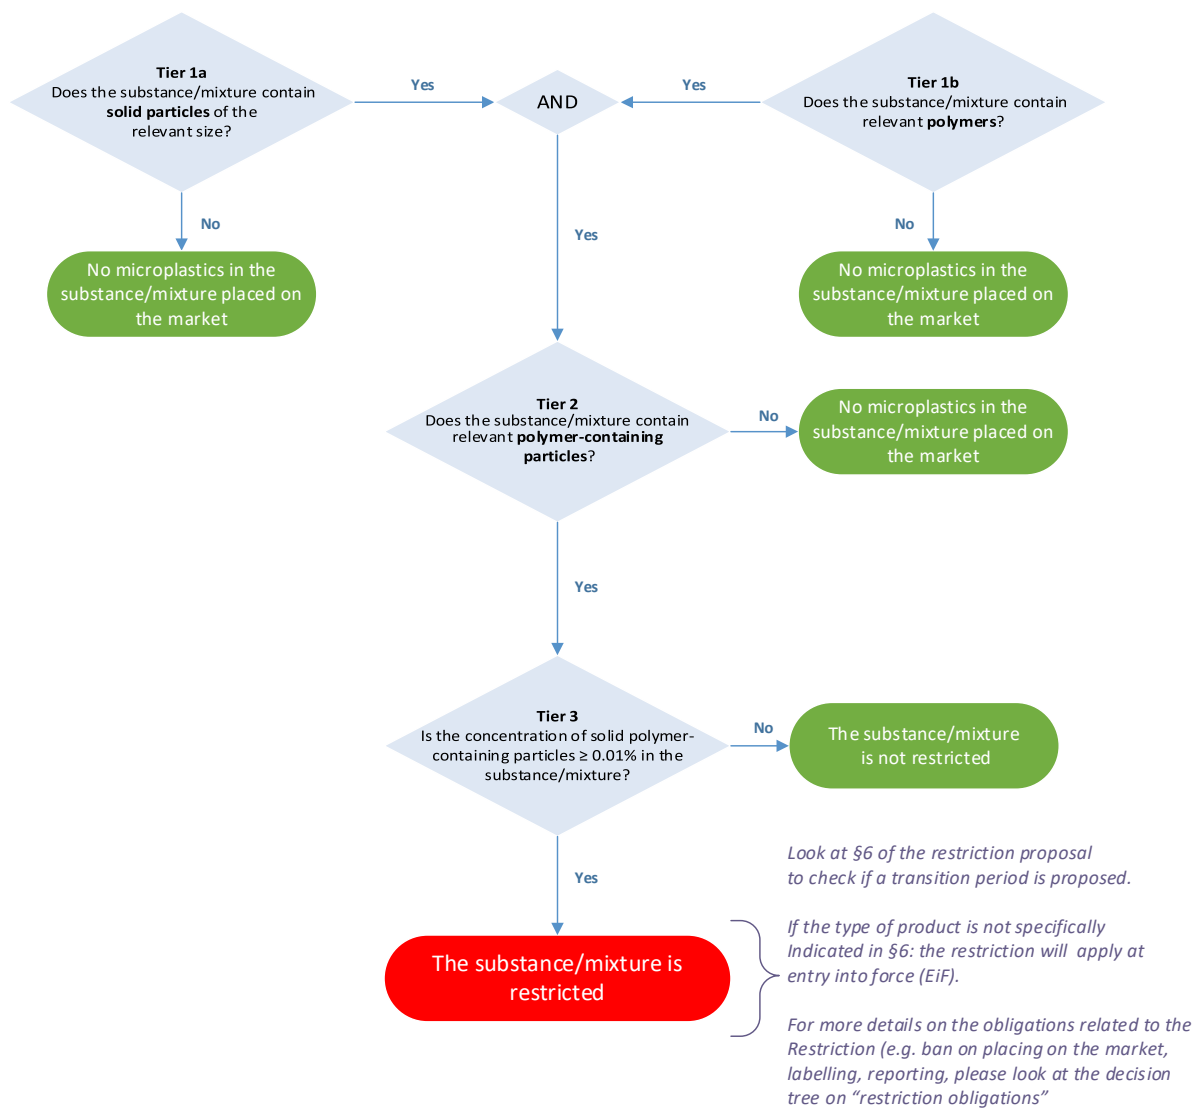 Tier 1a
Does the substance/mixture contain
solid particles of the
relevant size?
Yes
AND
Yes
Tier 1b
Does the substance/mixture contain
relevant polymers?
No
Yes
No
No microplastics in the
substance/mixture placed on
the market
No microplastics in the
substance/mixture placed on
the market
Tier 2
Does the substance/mixture contain
relevant polymer-containing
particles?
No
No microplastics in the
substance/mixture placed on
the market
Yes
Tier 3
Is the concentration of solid polymer-
containing particles ≥ 0.01% in the
substance/mixture?
No
The substance/mixture
is not restricted
Yes
The substance/mixture is
restricted
Look at §6 of the restriction proposal
to check if a transition period is proposed.
If the type of product is not specifically
Indicated in §6: the restriction will apply at
entry into force (EiF).
For more details on the obligations related to the
Restriction (e.g. ban on placing on the market,
labelling, reporting, please look at the decision
tree on “restriction obligations”